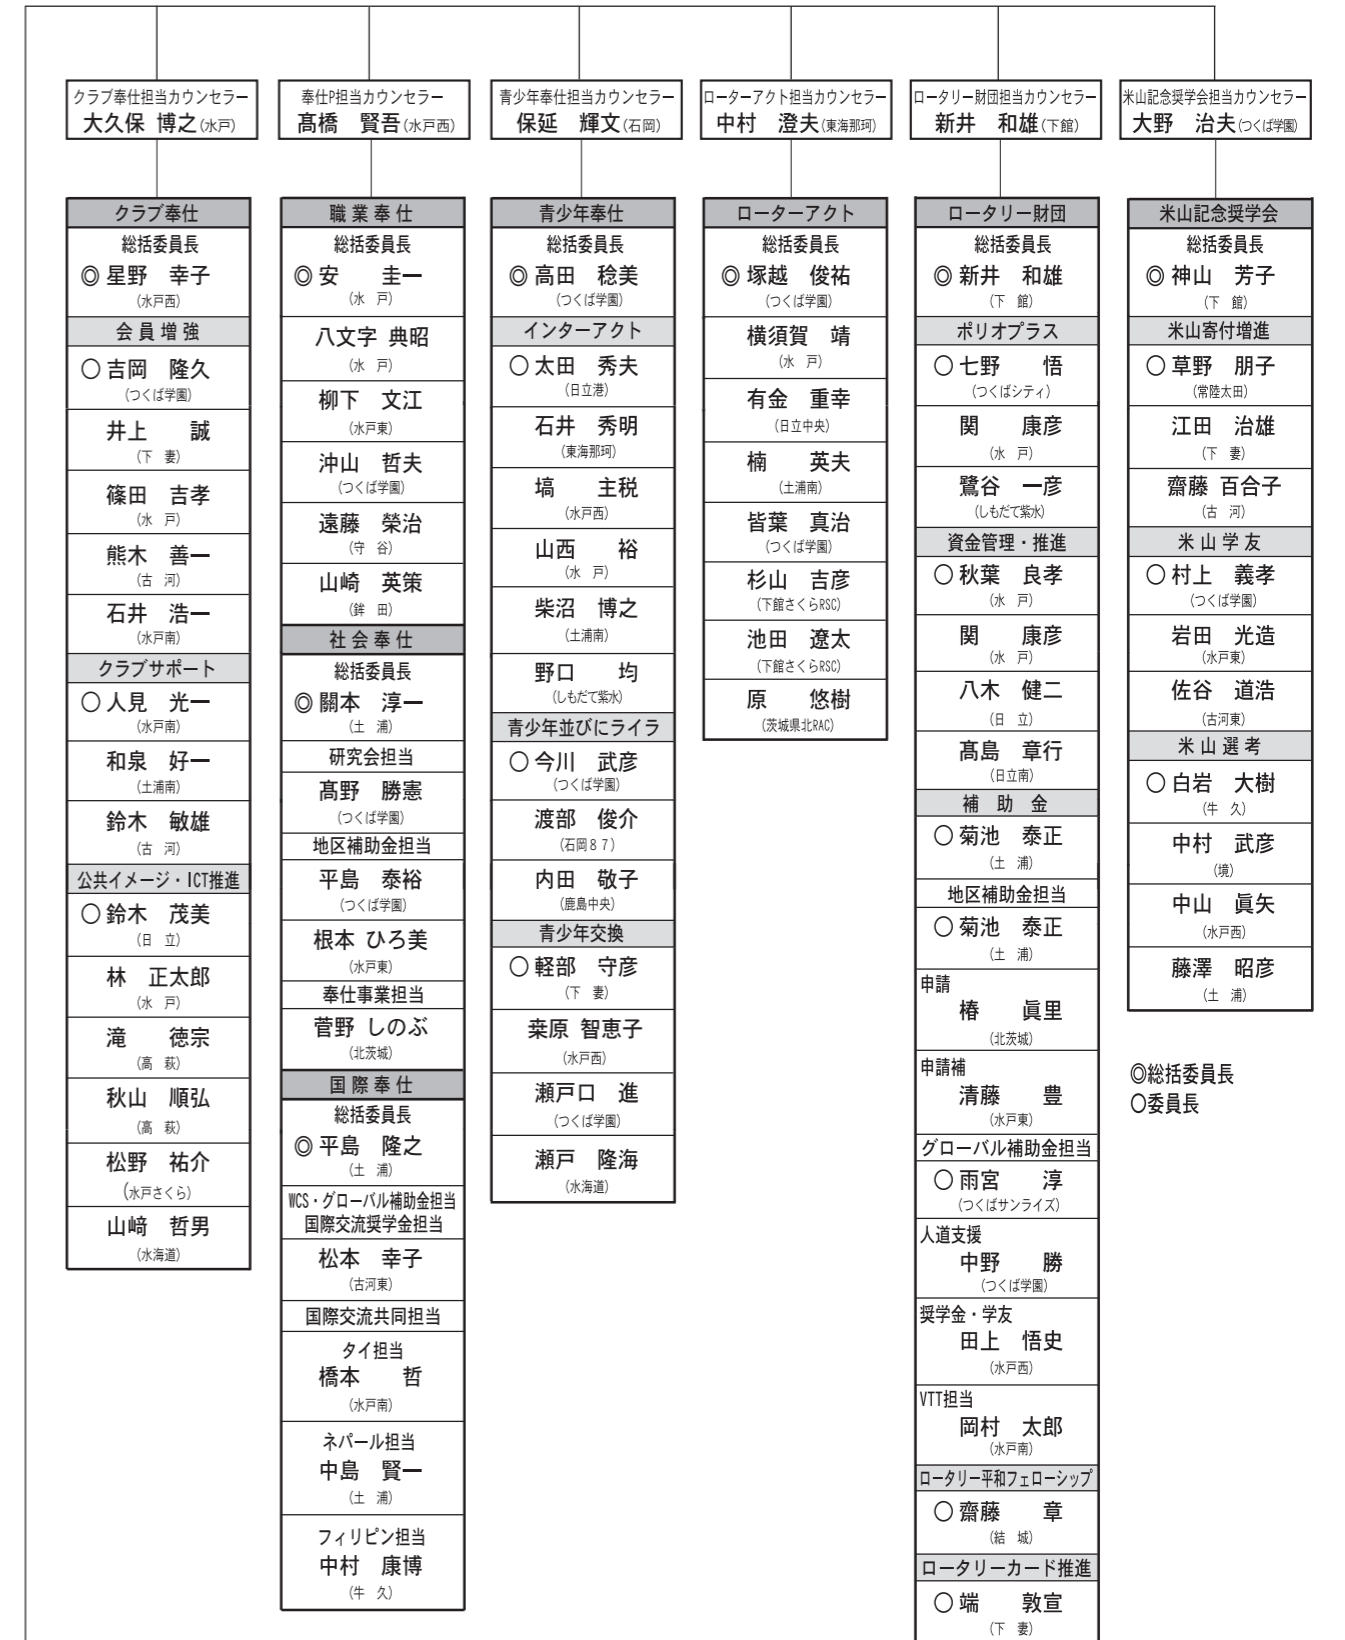 クラブ奉仕担当カウンセラー
大久保 博之(水戸)
クラブ奉仕
総括委員長
◎星野 幸子
(水戸西)
会員増強
○吉岡 隆久
(つくば学園)
井上 誠
(下 妻)
篠田 吉孝
(水 戸)
熊木 善一
(古 河)
石井 浩一
(水戸南)
クラブサポート
○人見 光一
(水戸南)
和泉 好一
(土浦南)
鈴木 敏雄
(古 河)
公共イメージ・ICT推進
○鈴木 茂美
(日 立)
林 正太郎
(水 戸)
滝 徳宗
(高 萩)
秋山 順弘
(高 萩)
松野 祐介
(水戸さくら)
山﨑 哲男
(水海道)
奉仕P担当カウンセラー
髙橋 賢吾(水戸西)
職業奉仕
総括委員長
◎安 圭一
(水 戸)
八文字 典昭
(水 戸)
柳下 文江
(水戸東)
沖山 哲夫
(つくば学園)
遠藤 榮治
(守 谷)
山崎 英策
(鉾 田)
社会奉仕
総括委員長
◎關本 淳一
(土 浦)
研究会担当
髙野 勝憲
(つくば学園)
地区補助金担当
平島 泰裕
(つくば学園)
根本 ひろ美
(水戸東)
奉仕事業担当
菅野 しのぶ
(北茨城)
国際奉仕
総括委員長
◎平島 隆之
(土 浦)
WCS・グローバル補助金担当
国際交流奨学金担当
松本 幸子
(古河東)
国際交流共同担当
タイ担当
橋本 哲
(水戸南)
ネパール担当
中島 賢一
(土 浦)
フィリピン担当
中村 康博
(牛 久)
青少年奉仕担当カウンセラー
保延 輝文(石岡)
青少年奉仕
総括委員長
◎高田 稔美
(つくば学園)
インターアクト
○太田 秀夫
(日立港)
石井 秀明
(東海那珂)
塙 主税
(水戸西)
山西 裕
(水 戸)
柴沼 博之
(土浦南)
野口 均
(しもだて紫水)
青少年並びにライラ
○今川 武彦
(つくば学園)
渡部 俊介
(石岡87)
内田 敬子
(鹿島中央)
青少年交換
○軽部 守彦
(下 妻)
桒原 智恵子
(水戸西)
瀬戸口 進
(つくば学園)
瀬戸 隆海
(水海道)
ローターアクト担当カウンセラー
中村 澄夫(東海那珂)
ローターアクト
総括委員長
◎塚越 俊祐
(つくば学園)
横須賀 靖
(水 戸)
有金 重幸
(日立中央)
楠 英夫
(土浦南)
皆葉 真治
(つくば学園)
杉山 吉彦
(下館さくらRSC)
池田 遼太
(下館さくらRSC)
原 悠樹
(茨城県北RAC)
ロータリー財団担当カウンセラー
新井 和雄(下館)
ロータリー財団
総括委員長
◎新井 和雄
(下 館)
ポリオプラス
○七野 悟
(つくばシティ)
関 康彦
(水 戸)
鷺谷 一彦
(しもだて紫水)
資金管理・推進
○秋葉 良孝
(水 戸)
関 康彦
(水 戸)
八木 健二
(日 立)
髙島 章行
(日立南)
補助金
○菊池 泰正
(土 浦)
地区補助金担当
○菊池 泰正
(土 浦)
申請
椿 眞里
(北茨城)
申請補
清藤 豊
(水戸東)
グローバル補助金担当
○雨宮 淳
(つくばサンライズ)
人道支援
中野 勝
(つくば学園)
奨学金・学友
田上 悟史
(水戸西)
VTT担当
岡村 太郎
(水戸南)
ロータリー平和フェローシップ
○齋藤 章
(結 城)
ロータリーカード推進
○端 敦宣
(下 妻)
米山記念奨学会担当カウンセラー
大野 治夫(つくば学園)
米山記念奨学会
総括委員長
◎神山 芳子
(下 館)
米山寄付増進
○草野 朋子
(常陸太田)
江田 治雄
(下 妻)
齋藤 百合子
(古 河)
米山学友
○村上 義孝
(つくば学園)
岩田 光造
(水戸東)
佐谷 道浩
(古河東)
米山選考
○白岩 大樹
(牛 久)
中村 武彦
(境)
中山 眞矢
(水戸西)
藤澤 昭彦
(土 浦)
◎総括委員長
○委員長